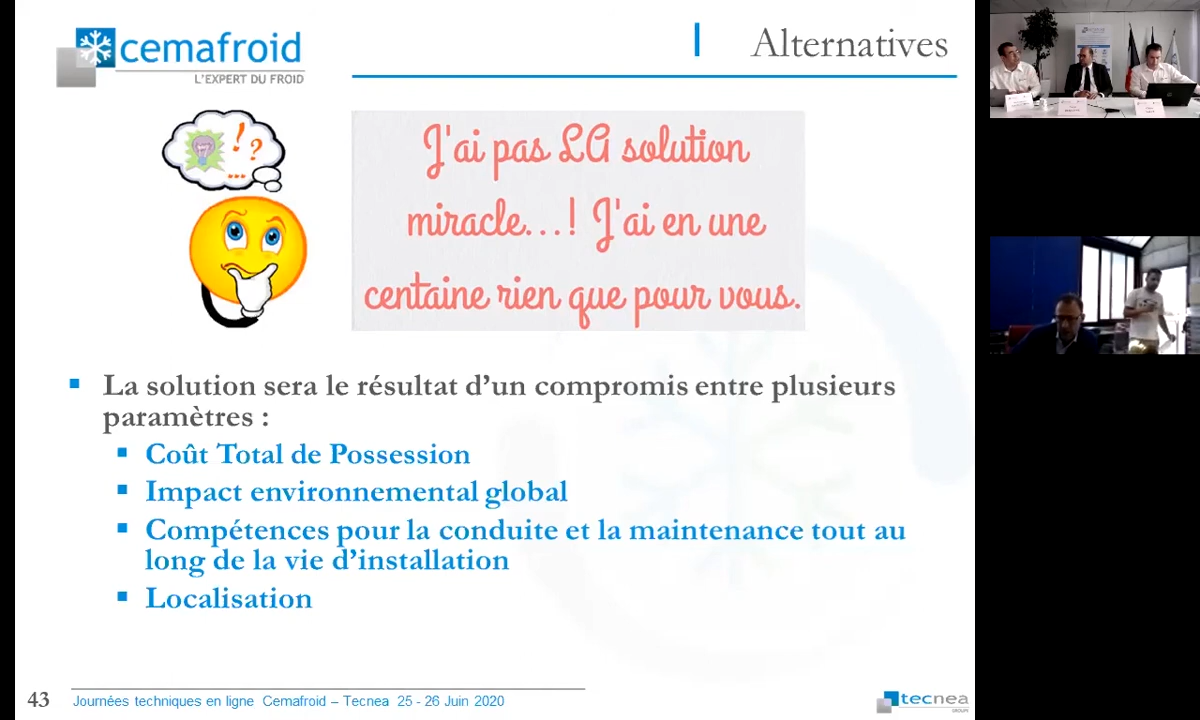 cemafroid
L'EXPERT DU FROID
Alternatives
! ?
...
J'ai pas LA solution
miracle...! J'ai en une
centaine rien que pour vous.
La solution sera le résultat d’un compromis entre plusieurs
paramètres :
Coût Total de Possession
Impact environnemental global
Compétences pour la conduite et la maintenance tout au
long de la vie d’installation
Localisation
43
Journées techniques en ligne Cemafroid – Tecnea 25 - 26 Juin 2020
tecnea
GROUPE